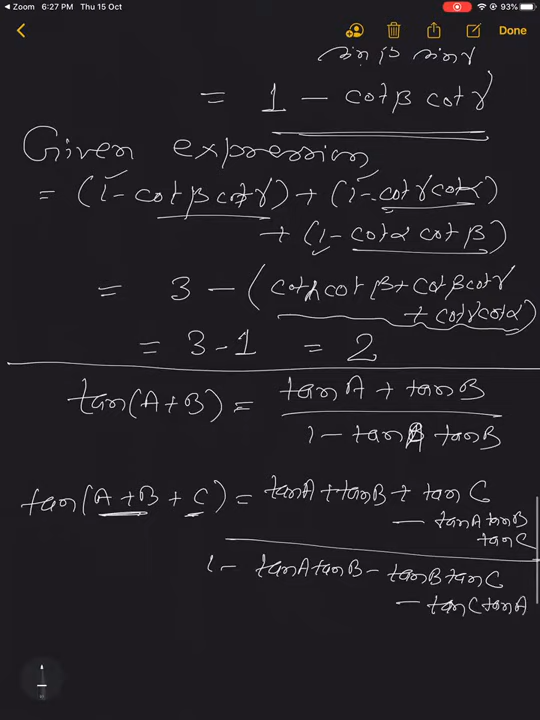 Zoom 6:27 PM Thu 15 Oct 93%
Done
sin β sin γ
= 1 - cotβ cotγ
Given expression
= (1- cotβ cotγ) + (1- cotγ cotα)
+ (1- cotα cotβ)
= 3 - (cotα cotβ + cotβ cotγ
+ cotγ cotα)
= 3-1 = 2
tan(A+B) = tanA + tanB
1 - tanA tanB
tan(A+B+C) = tanA + tanB + tanC
- tanA tanB
tanC
1- tanA tanB - tanB tanC
- tanC tanA